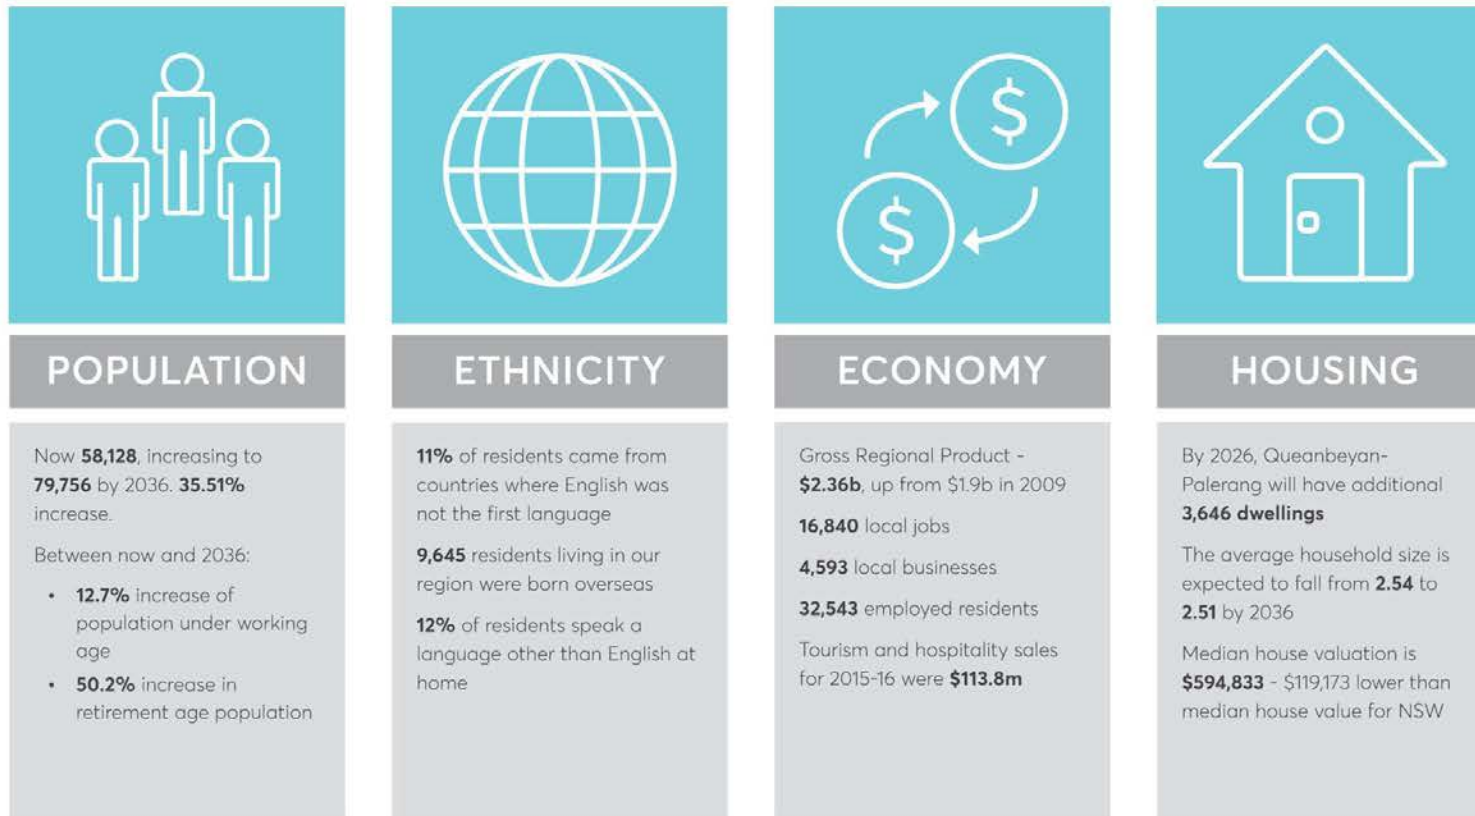 POPULATION
Now 58,128, increasing to
79,756 by 2036. 35.51%
increase.
Between now and 2036:
• 12.7% increase of
population under working
age
• 50.2% increase in
retirement age population
ETHNICITY
11% of residents came from
countries where English was
not the first language
9,645 residents living in our
region were born overseas
12% of residents speak a
language other than English at
home
$
$
ECONOMY
Gross Regional Product -
$2.36b, up from $1.9b in 2009
16,840 local jobs
4,593 local businesses
32,543 employed residents
Tourism and hospitality sales
for 2015-16 were $113.8m
HOUSING
By 2026, Queanbeyan-
Palerang will have additional
3,646 dwellings
The average household size is
expected to fall from 2.54 to
2.51 by 2036
Median house valuation is
$594,833 - $119,173 lower than
median house value for NSW